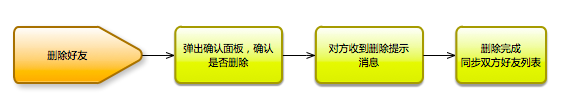 删除好友
弹出确认面板，确认
是否删除
对方收到删除提示
消息
删除完成
同步双方好友列表